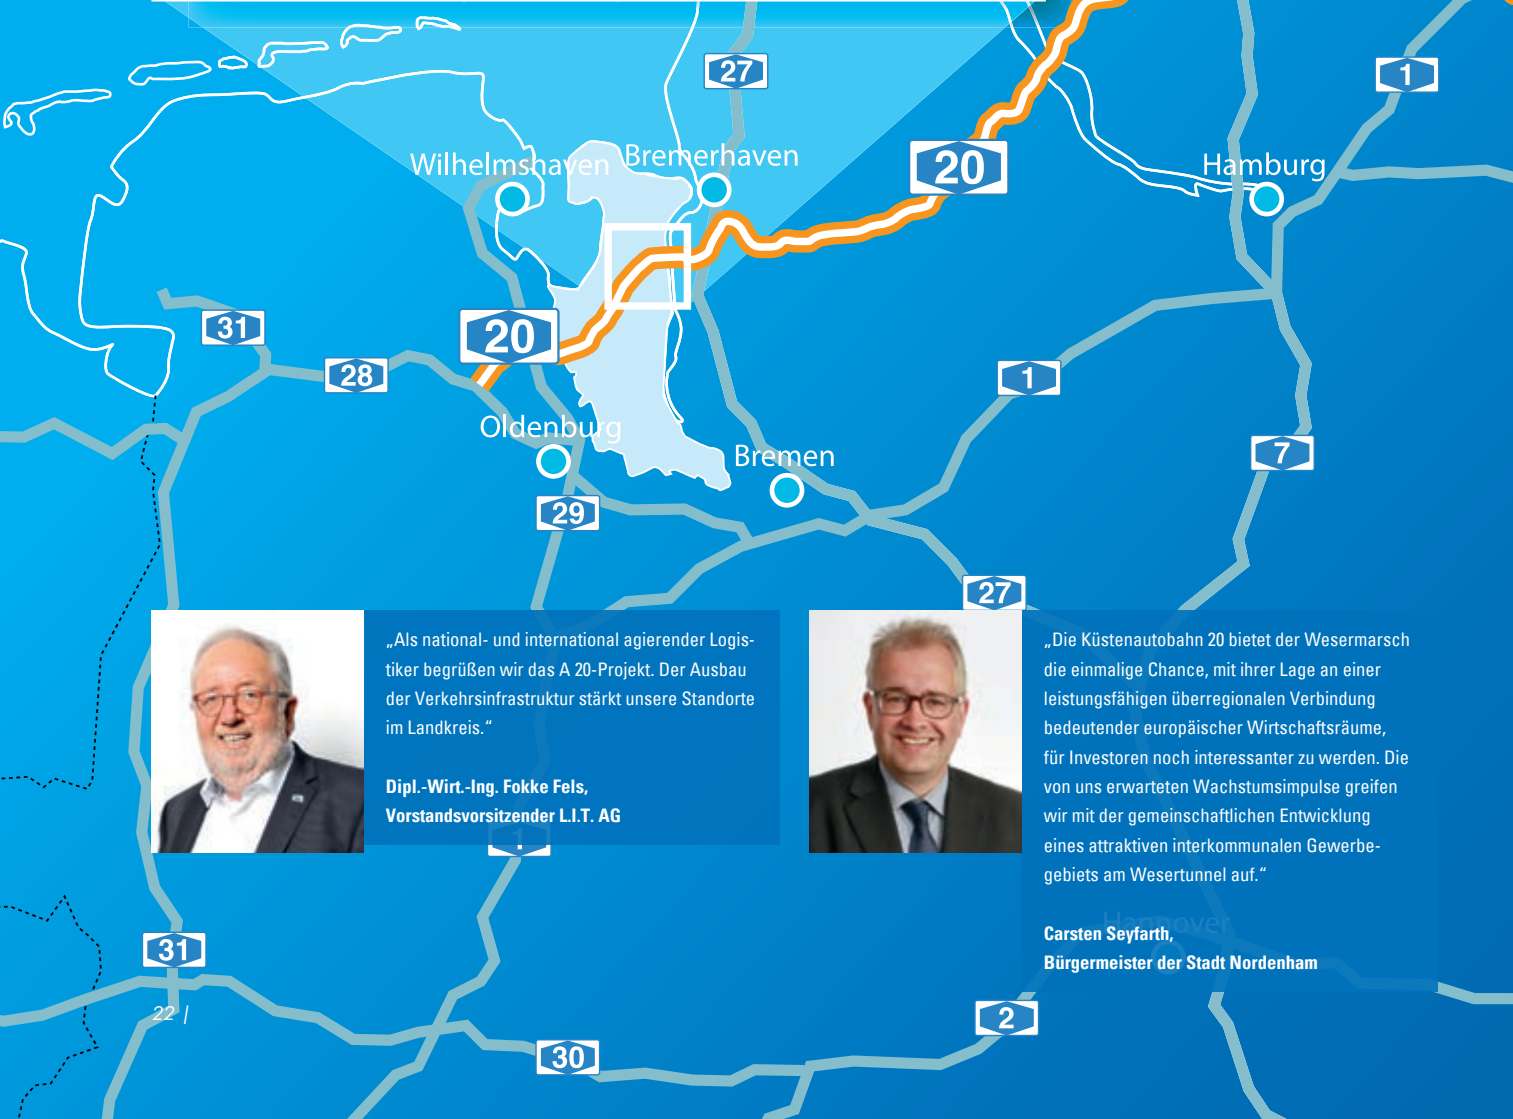 27
1
Wilhelmshaven
Bremerhaven
20
Hamburg
31
20
28
1
Oldenburg
Bremen
7
29
27
„Als national- und international agierender Logis-
tiker begrüßen wir das A 20-Projekt. Der Ausbau
der Verkehrsinfrastruktur stärkt unsere Standorte
im Landkreis.“
Dipl.-Wirt.-Ing. Fokke Fels,
Vorstandsvorsitzender L.I.T. AG
1
„Die Küstenautobahn 20 bietet der Wesermarsch
die einmalige Chance, mit ihrer Lage an einer
leistungsfähigen überregionalen Verbindung
bedeutender europäischer Wirtschaftsräume,
für Investoren noch interessanter zu werden. Die
von uns erwarteten Wachstumsimpulse greifen
wir mit der gemeinschaftlichen Entwicklung
eines attraktiven interkommunalen Gewerbe-
gebiets am Wesertunnel auf.“
Hannover
Carsten Seyfarth,
Bürgermeister der Stadt Nordenham
31
22 |
2
30